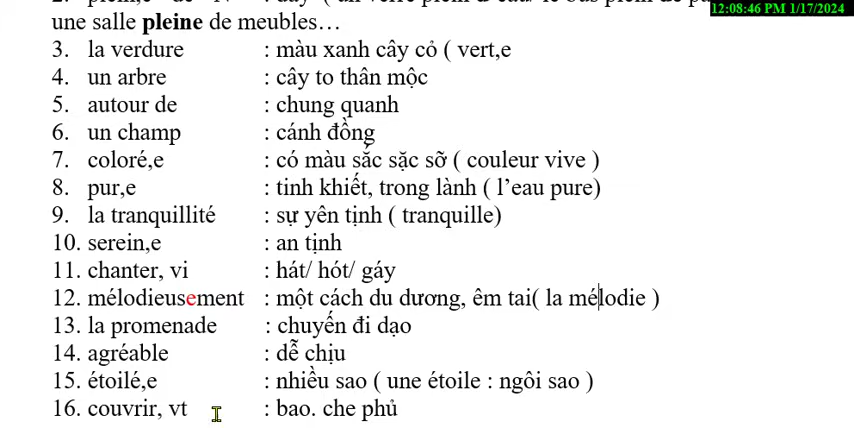 12:08:46 PM 1/17/2024
une salle pleine de meubles…
3. la verdure : màu xanh cây cỏ ( vert,e
4. un arbre : cây to thân mộc
5. autour de : chung quanh
6. un champ : cánh đồng
7. coloré,e : có màu sắc sặc sỡ ( couleur vive )
8. pur,e : tinh khiết, trong lành ( l’eau pure)
9. la tranquillité : sự yên tịnh ( tranquille)
10. serein,e : an tịnh
11. chanter, vi : hát/ hót/ gáy
12. mélodieusement : một cách du dương, êm tai( la mélodie )
13. la promenade : chuyến đi dạo
14. agréable : dễ chịu
15. étoilé,e : nhiều sao ( une étoile : ngôi sao )
16. couvrir, vt : bao. che phủ